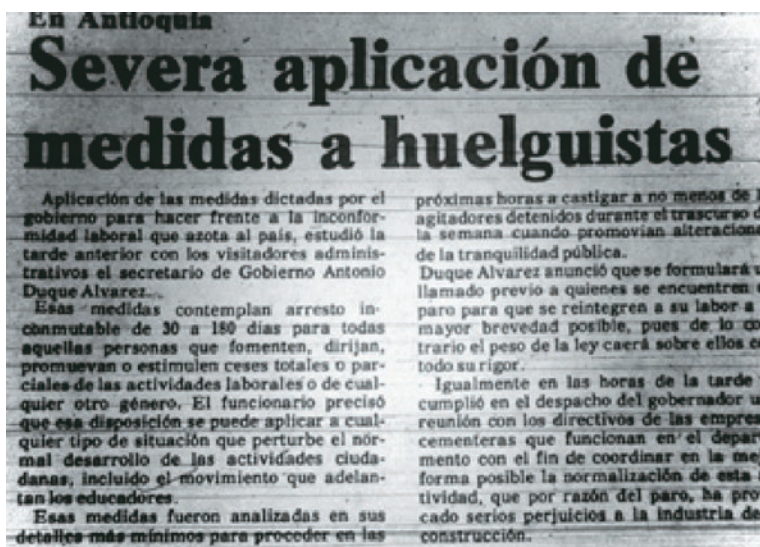 En Antioquia
Severa aplicación de
medidas a huelguistas
Aplicación de las medidas dictadas por el
gobierno para hacer frente a la inconfor-
midad laboral que azota al país, estudió la
tarde anterior con los visitadores adminis-
trativos el secretario de Gobierno Antonio
Duque Alvarez.
Esas medidas contemplan arresto in-
conmutable de 30 a 180 días para todas
aquellas personas que fomenten, dirijan,
promuevan o estimulen ceses totales o par-
ciales de las actividades laborales o de cual-
quier otro género. El funcionario precisó
que esa disposición se puede aplicar a cual-
quier tipo de situación que perturbe el nor-
mal desarrollo de las actividades ciuda-
danas, incluido el movimiento que adelan-
tan los educadores.
Esas medidas fueron analizadas en sus
detalles más mínimos para proceder en las
próximas horas a castigar a no menos de
agitadores detenidos durante el trascurso
la semana cuando promovían alteracion
de la tranquilidad pública.
Duque Alvarez anunció que se formulará
llamado previo a quienes se encuentren
paro para que se reintegren a su labor a
mayor brevedad posible, pues de lo co
trario el peso de la ley caerá sobre ellos c
todo su rigor.
Igualmente en las horas de la tarde
cumplió en el despacho del gobernador u
reunión con los directivos de las empres
cementeras que funcionan en el depar
mento con el fin de coordinar en la me
forma posible la normalización de esta
tividad, que por razón del paro, ha pro
cado serios perjuicios a la industria de
construcción.